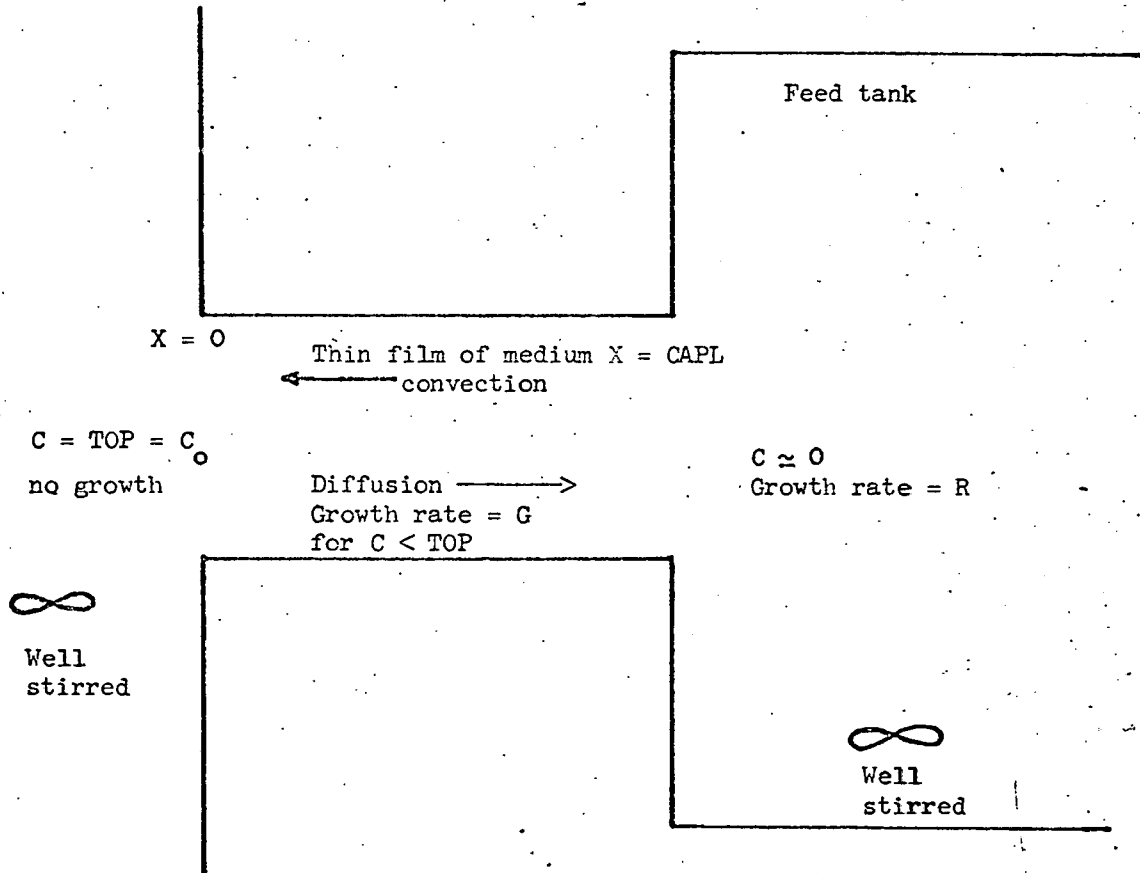 Feed tank
X = O
Thin film of medium X = CAPL
convection
C = TOP = Co
no growth
Diffusion
Growth rate = G
for C < TOP
C ≃ O
Growth rate = R
Well
stirred
Well
stirred